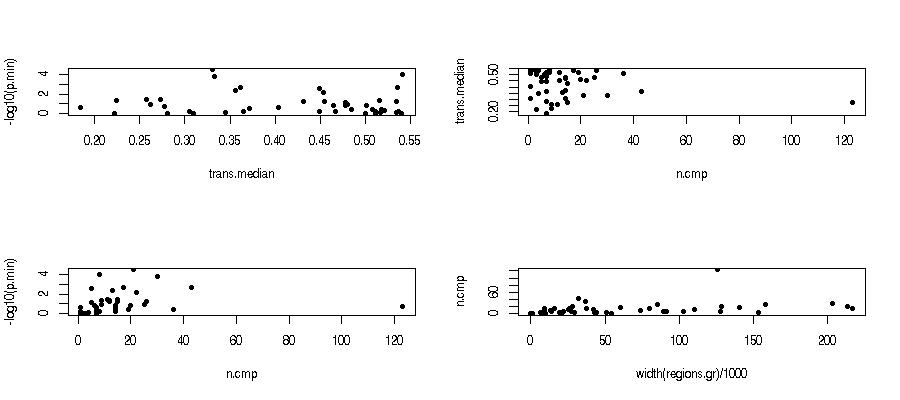 -log10(p.min)
0 2 4
0.20 0.25 0.30 0.35 0.40 0.45 0.50 0.55
trans.median
trans.median
0.20 0.50
0 20 40 60 80 100 120
n.cmp
-log10(p.min)
0 2 4
0 20 40 60 80 100 120
n.cmp
n.cmp
0 60
0 50 100 150 200
width(regions.gr)/1000